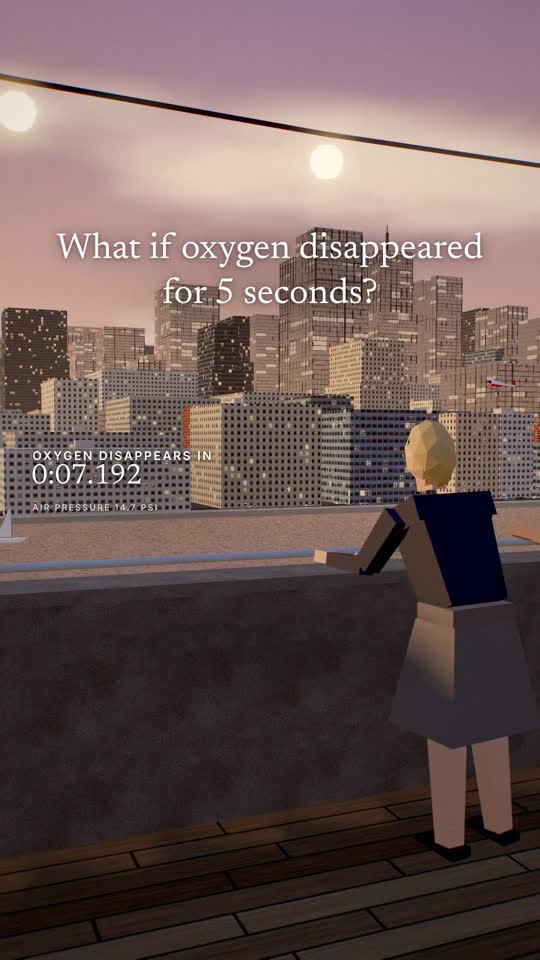 What if oxygen disappeared
for 5 seconds?
OXYGEN DISAPPEARS IN
0:07.192
AIR PRESSURE 14.7 PSI